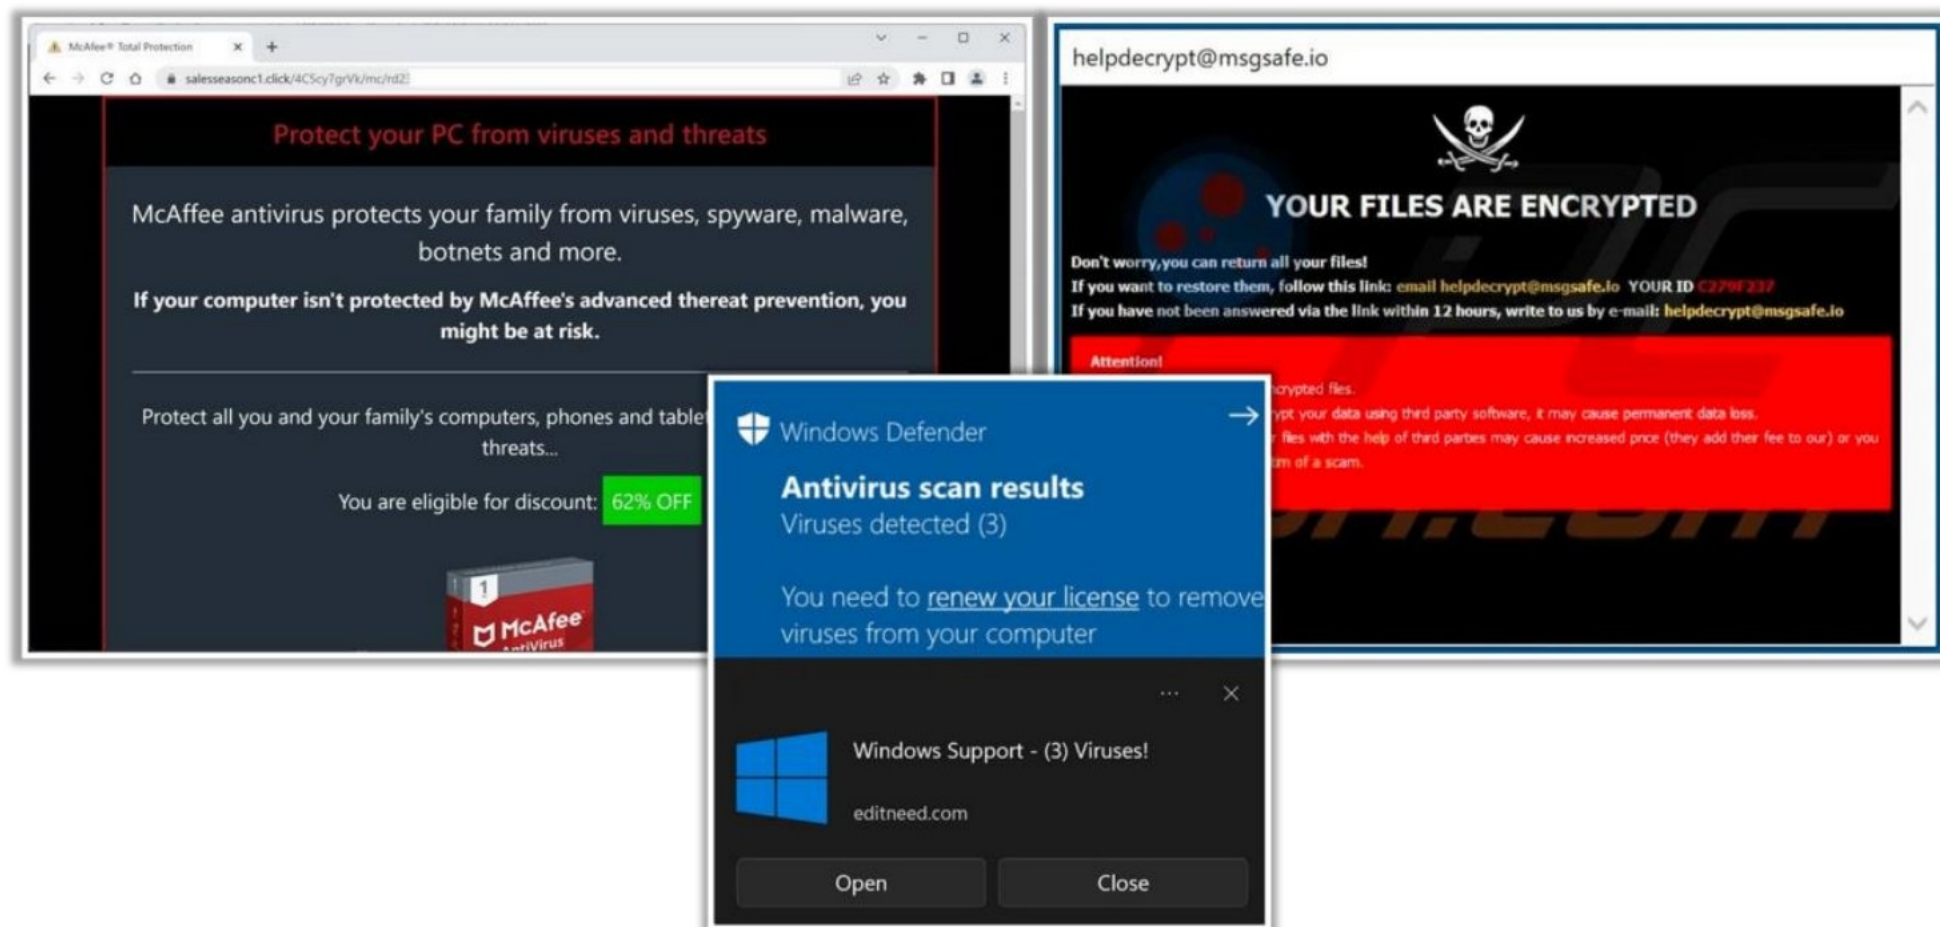 McAfee® Total Protection
salesseasonc1.click/4C5cy7grVk/mc/rd2
Protect your PC from viruses and threats
McAffee antivirus protects your family from viruses, spyware, malware,
botnets and more.
If your computer isn't protected by McAffee's advanced thereat prevention, you
might be at risk.
Protect all you and your family's computers, phones and tablet
threats...
You are eligible for discount: 62% OFF
1
McAfee
AntiVirus
helpdecrypt@msgsafe.io
YOUR FILES ARE ENCRYPTED
Don't worry,you can return all your files!
If you want to restore them, follow this link: email helpdecrypt@msgsafe.io YOUR ID C279F237
If you have not been answered via the link within 12 hours, write to us by e-mail: helpdecrypt@msgsafe.io
Attention!
ncrypted files.
rypt your data using third party software, it may cause permanent data loss.
r files with the help of third parties may cause increased price (they add their fee to our) or you
tim of a scam.
Windows Defender
Antivirus scan results
Viruses detected (3)
You need to renew your license to remove
viruses from your computer
Windows Support - (3) Viruses!
editneed.com
Open
Close